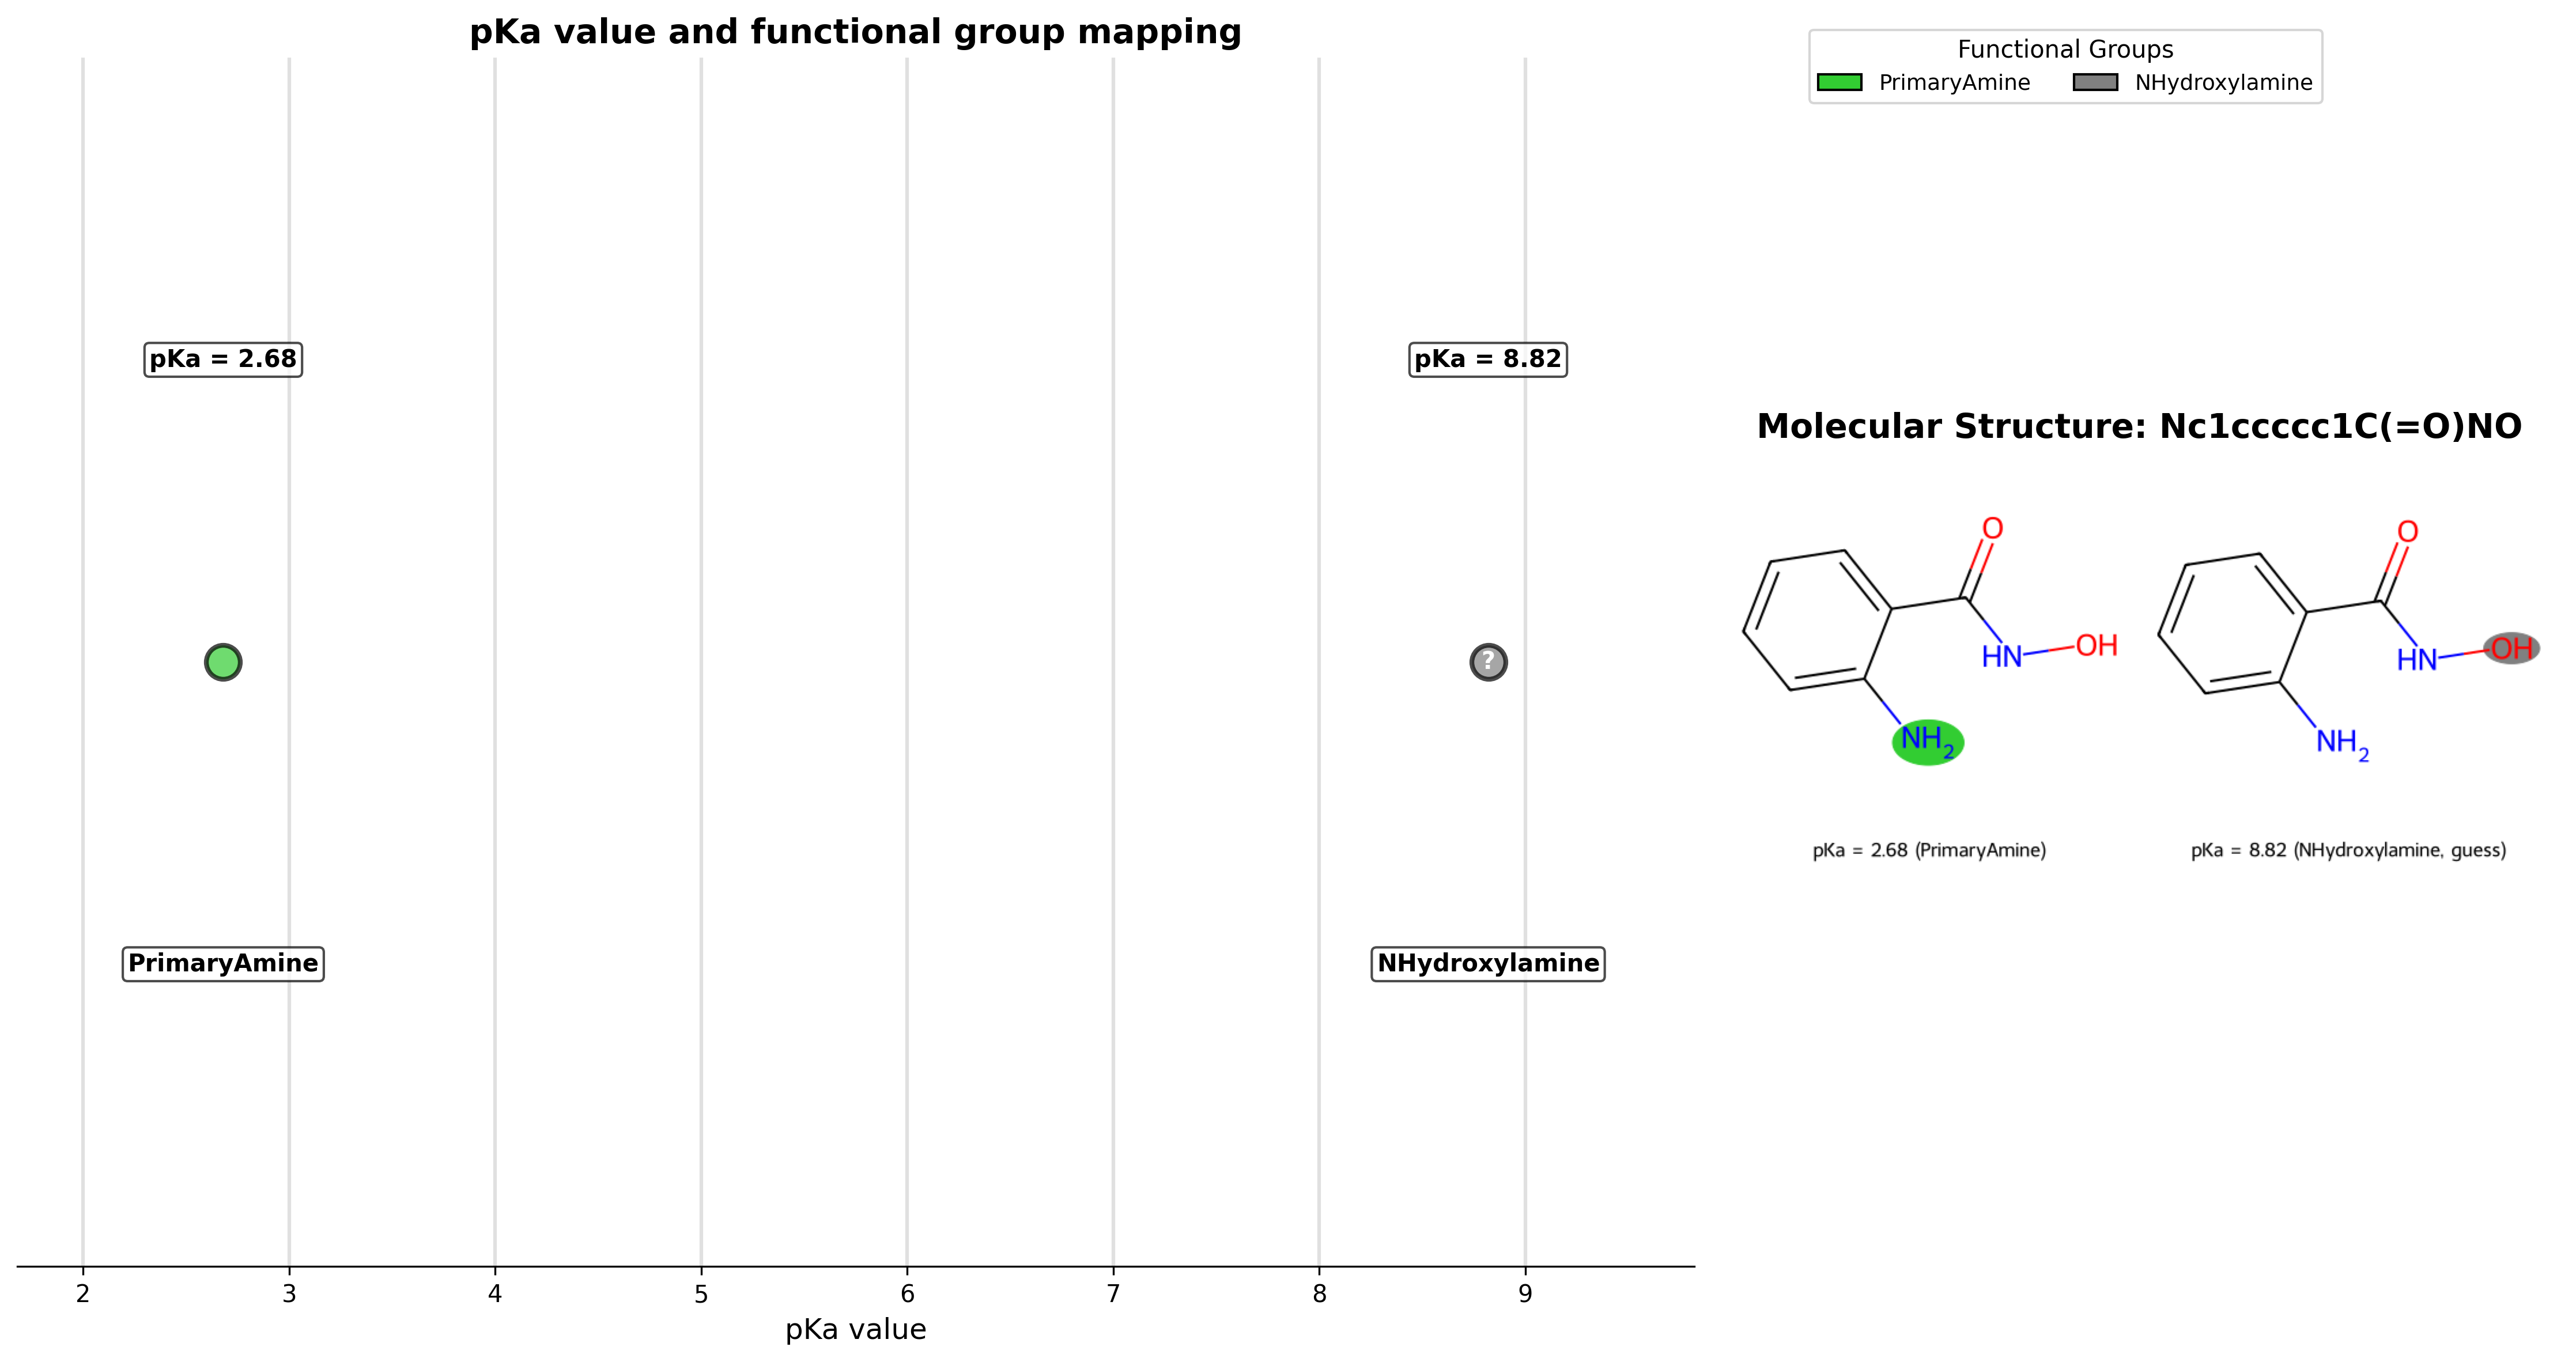 pKa value and functional group mapping
Functional Groups
PrimaryAmine NHydroxylamine
pKa = 2.68
pKa = 8.82
?
PrimaryAmine
NHydroxylamine
2 3 4 5 6 7 8 9
pKa value
Molecular Structure: Nc1ccccc1C(=O)NO
O
HN OH
NH2
pKa = 2.68 (PrimaryAmine)
O
HN OH
NH2
pKa = 8.82 (NHydroxylamine, guess)